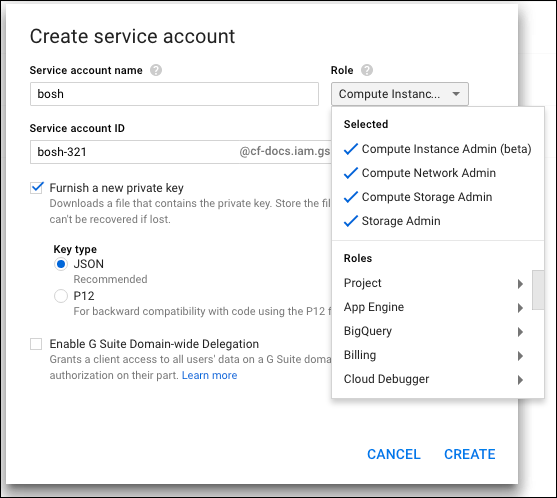 Create service account
Service account name ?
Role ?
bosh
Compute Instanc...
Service account ID
bosh-321
@cf-docs.iam.gs
Furnish a new private key
Downloads a file that contains the private key. Store the fil
can't be recovered if lost.
Key type
JSON
Recommended
P12
For backward compatibility with code using the P12 f
Enable G Suite Domain-wide Delegation
Grants a client access to all users' data on a G Suite domai
authorization on their part. Learn more
Selected
Compute Instance Admin (beta)
Compute Network Admin
Compute Storage Admin
Storage Admin
Roles
Project
App Engine
BigQuery
Billing
Cloud Debugger
CANCEL
CREATE